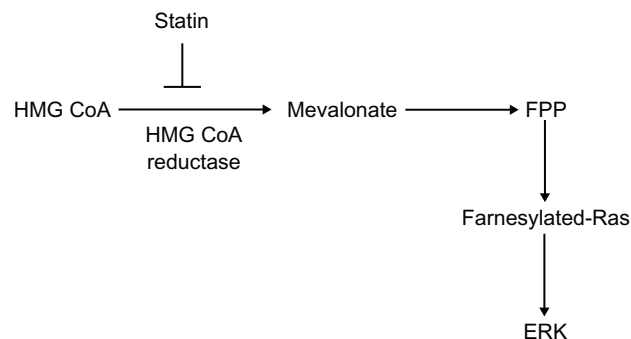 Statin
HMG CoA
Mevalonate
FPP
HMG CoA
reductase
Farnesylated-Ras
ERK